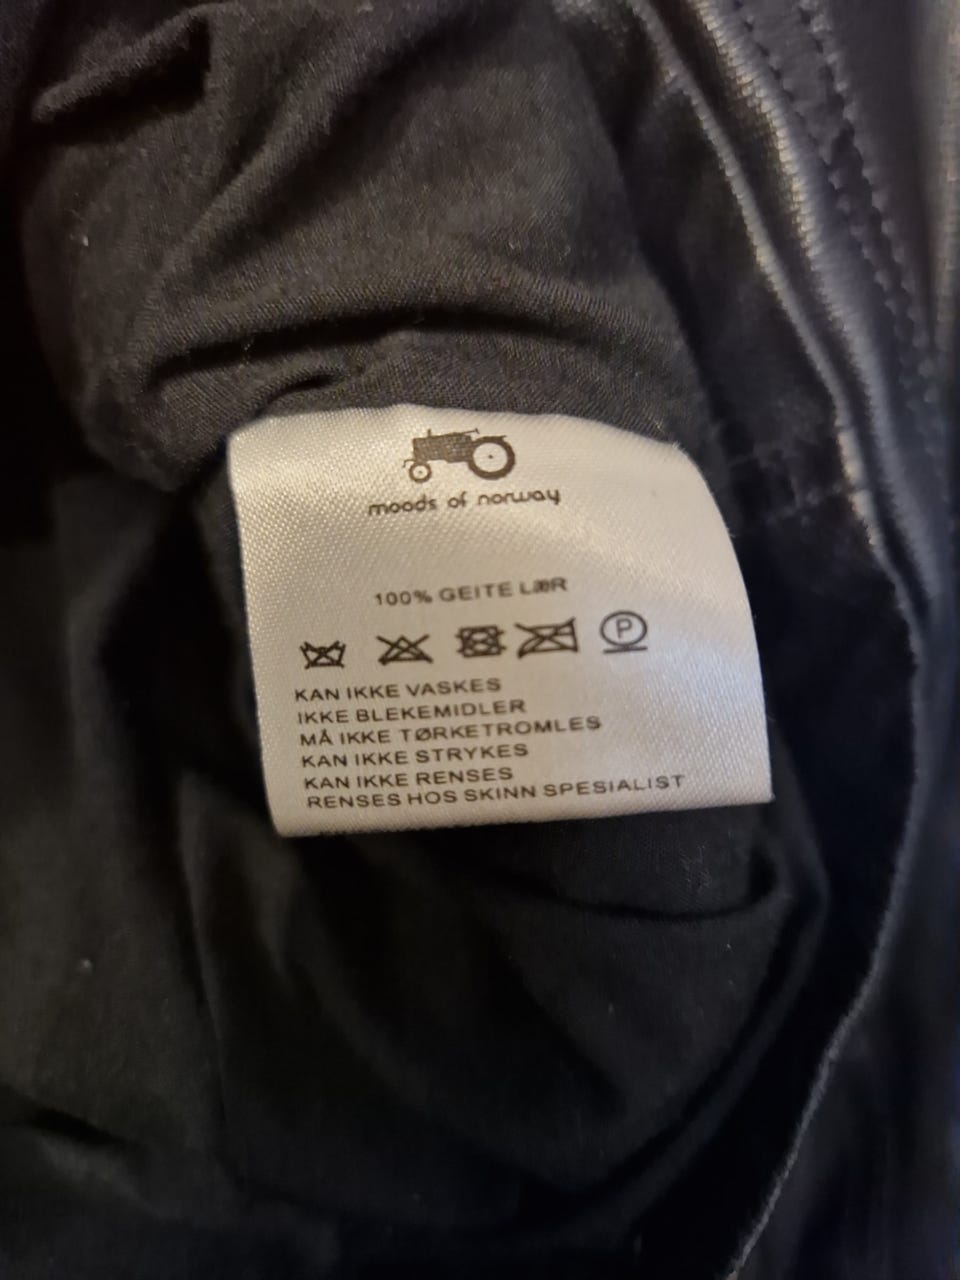 moods of norway
100% GEITE LÆR
P
KAN IKKE VASKES
IKKE BLEKEMIDLER
MÅ IKKE TØRKETROMLES
KAN IKKE STRYKES
KAN IKKE RENSES
RENSES HOS SKINN SPESIALIST